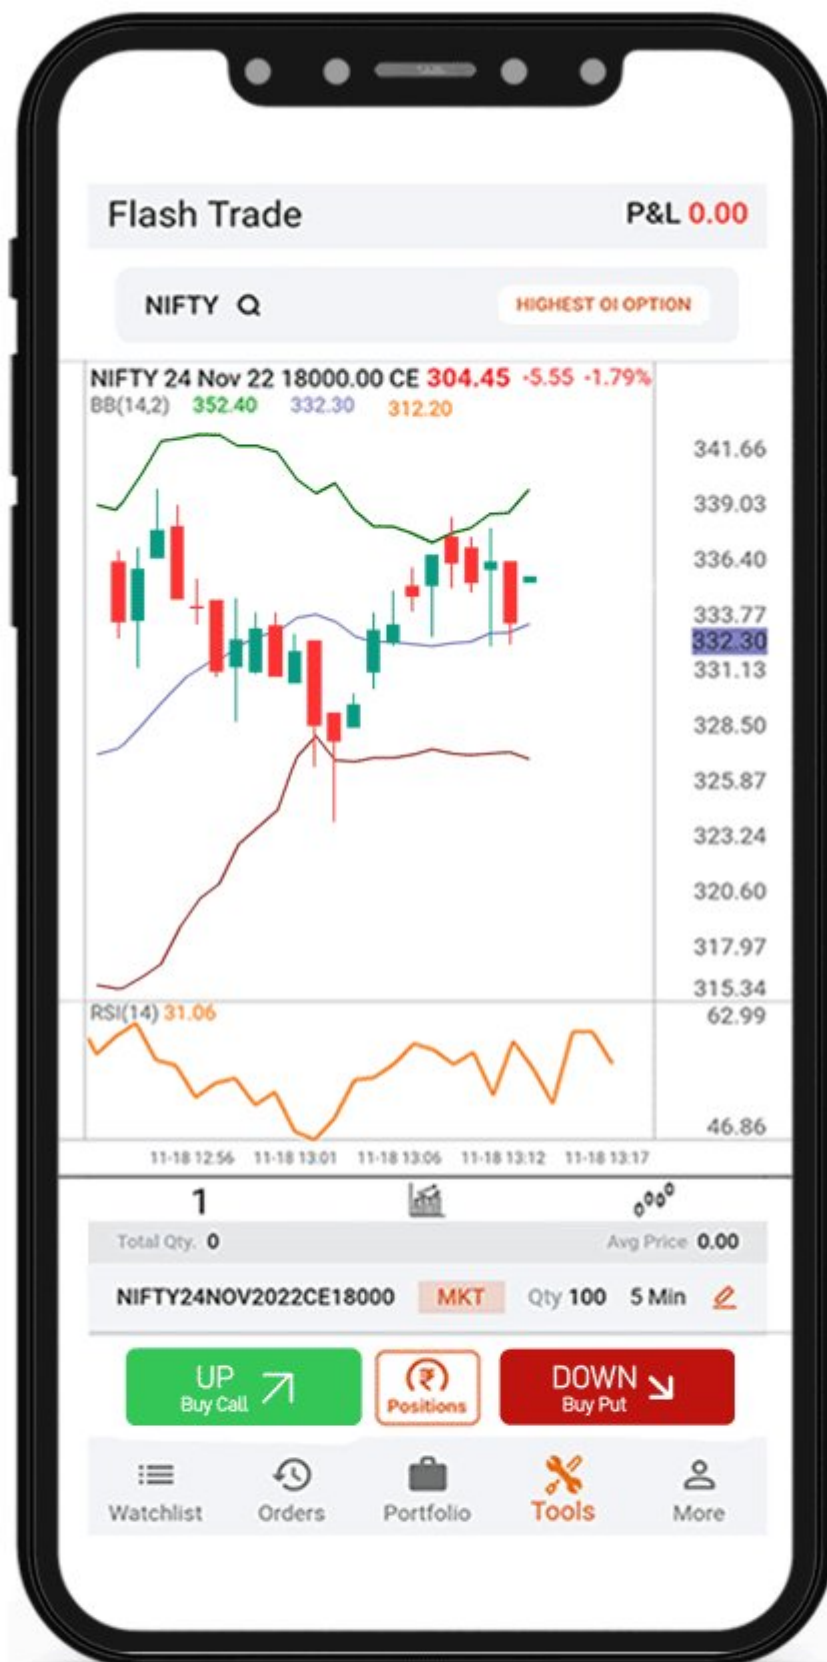 Flash Trade P&L 0.00
NIFTY HIGHEST OI OPTION
NIFTY 24 Nov 22 18000.00 CE 304.45 -5.55 -1.79%
BB(14,2) 352.40 332.30 312.20
341.66
339.03
336.40
333.77
332.30
331.13
328.50
325.87
323.24
320.60
317.97
315.34
RSI(14) 31.06 62.99
46.86
11-18 12:56 11-18 13:01 11-18 13:06 11-18 13:12 11-18 13:17
1
Total Qty. 0 Avg Price 0.00
NIFTY24NOV2022CE18000 MKT Qty 100 5 Min
UP
Buy Call
₹
Positions
DOWN
Buy Put
Watchlist Orders Portfolio Tools More